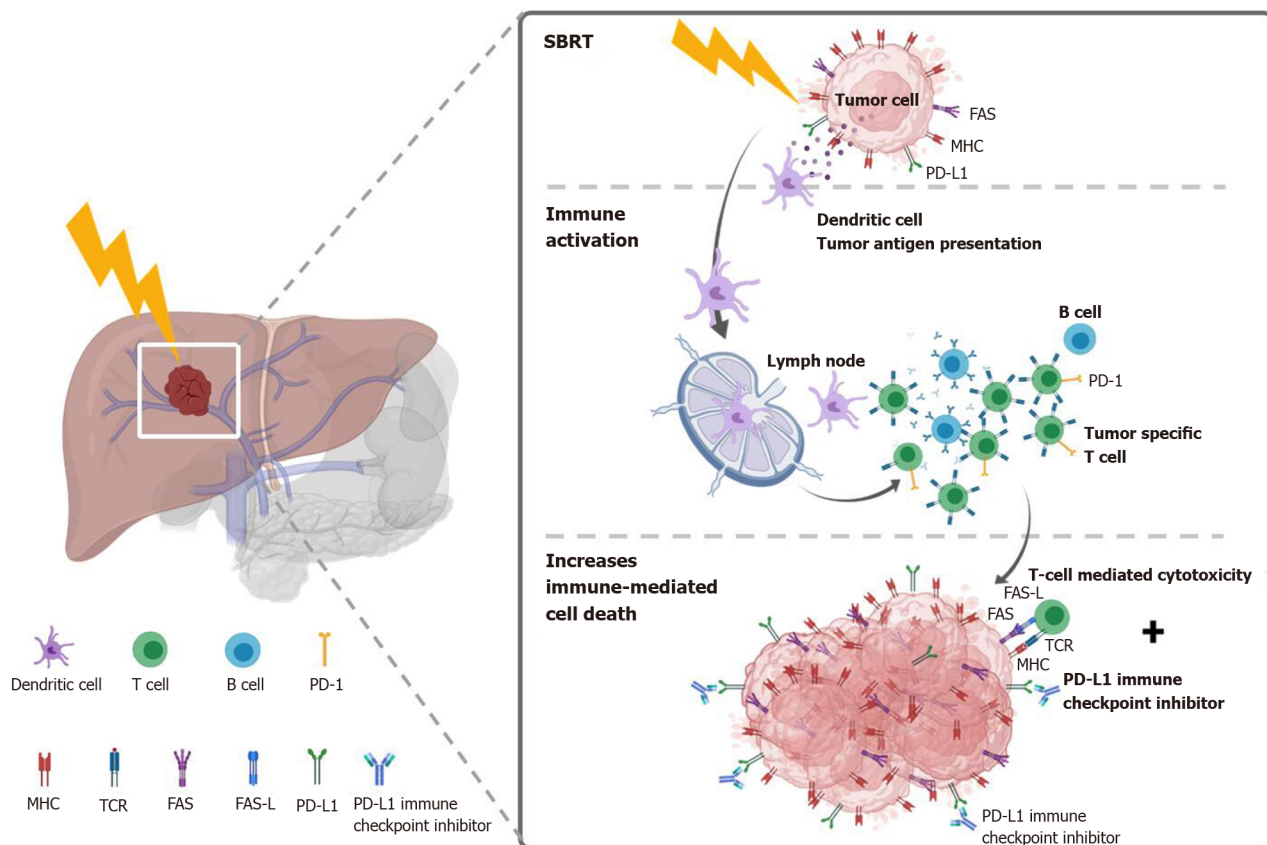 SBRT
Tumor cell
FAS
MHC
PD-L1
Immune
activation
Dendritic cell
Tumor antigen presentation
Lymph node
B cell
PD-1
Tumor specific
T cell
Increases
immune-mediated
cell death
T-cell mediated cytotoxicity
FAS-L
FAS
TCR
MHC
+
PD-L1 immune
checkpoint inhibitor
PD-L1 immune
checkpoint inhibitor
Dendritic cell
T cell
B cell
PD-1
MHC
TCR
FAS
FAS-L
PD-L1
PD-L1 immune
checkpoint inhibitor